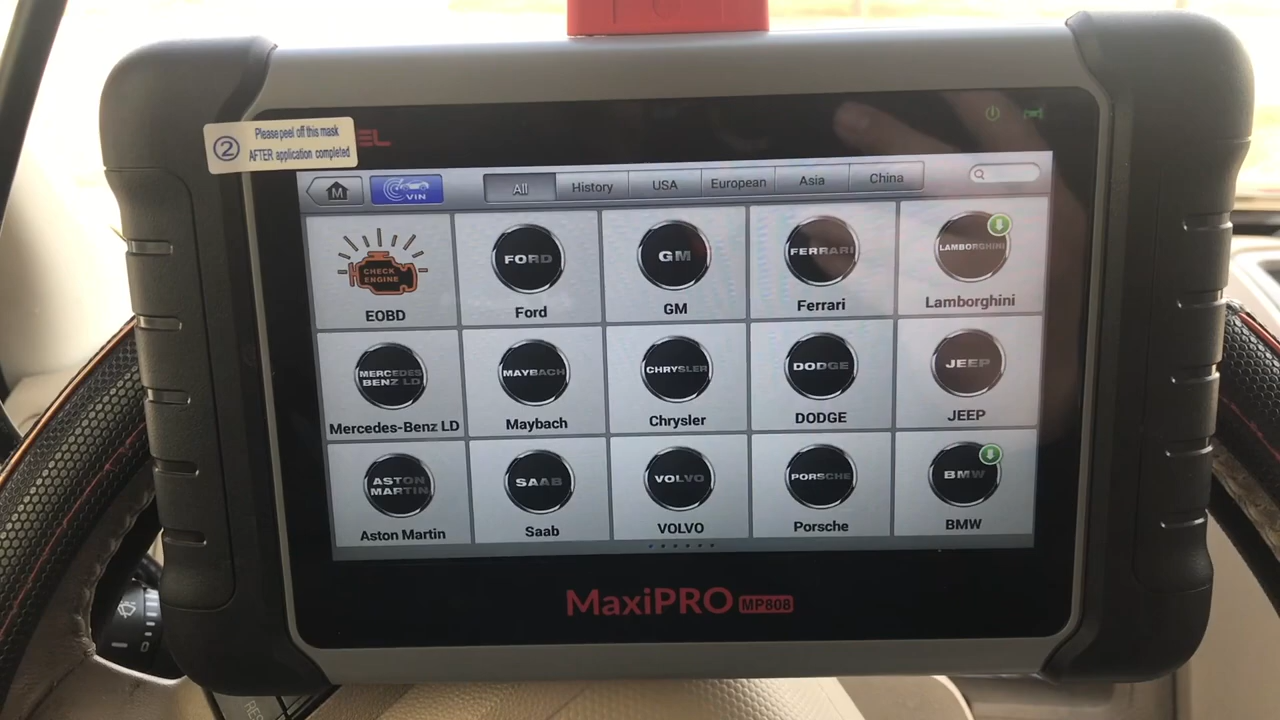 ②
Please peel off this mask
AFTER application completed
EL
M
VIN
All
History
USA
European
Asia
China
CHECK
ENGINE
EOBD
FORD
Ford
GM
GM
FERRARI
Ferrari
LAMBORGHINI
Lamborghini
MERCEDES
BENZ LD
Mercedes-Benz LD
MAYBACH
Maybach
CHRYSLER
Chrysler
DODGE
DODGE
JEEP
JEEP
ASTON
MARTIN
Aston Martin
SAAB
Saab
VOLVO
VOLVO
PORSCHE
Porsche
BMW
BMW
MaxiPRO MP808
RES